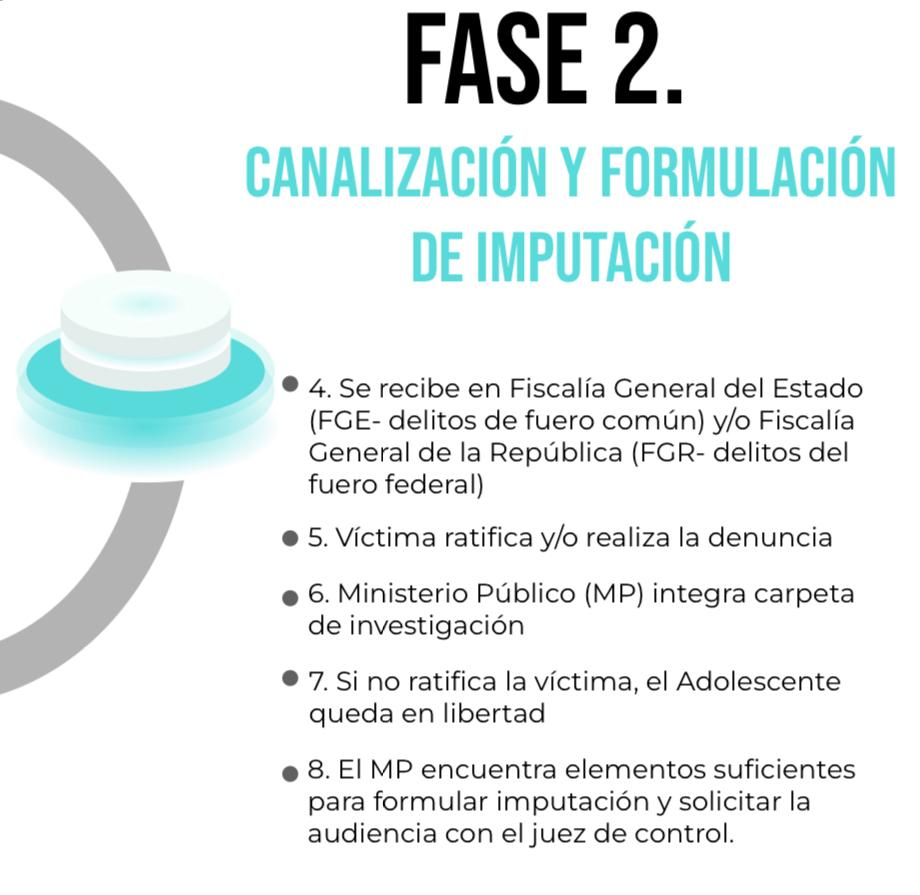 FASE 2.
CANALIZACIÓN Y FORMULACIÓN
DE IMPUTACIÓN
4. Se recibe en Fiscalía General del Estado
(FGE- delitos de fuero común) y/o Fiscalía
General de la República (FGR- delitos del
fuero federal)
5. Víctima ratifica y/o realiza la denuncia
6. Ministerio Público (MP) integra carpeta
de investigación
7. Si no ratifica la víctima, el Adolescente
queda en libertad
8. El MP encuentra elementos suficientes
para formular imputación y solicitar la
audiencia con el juez de control.